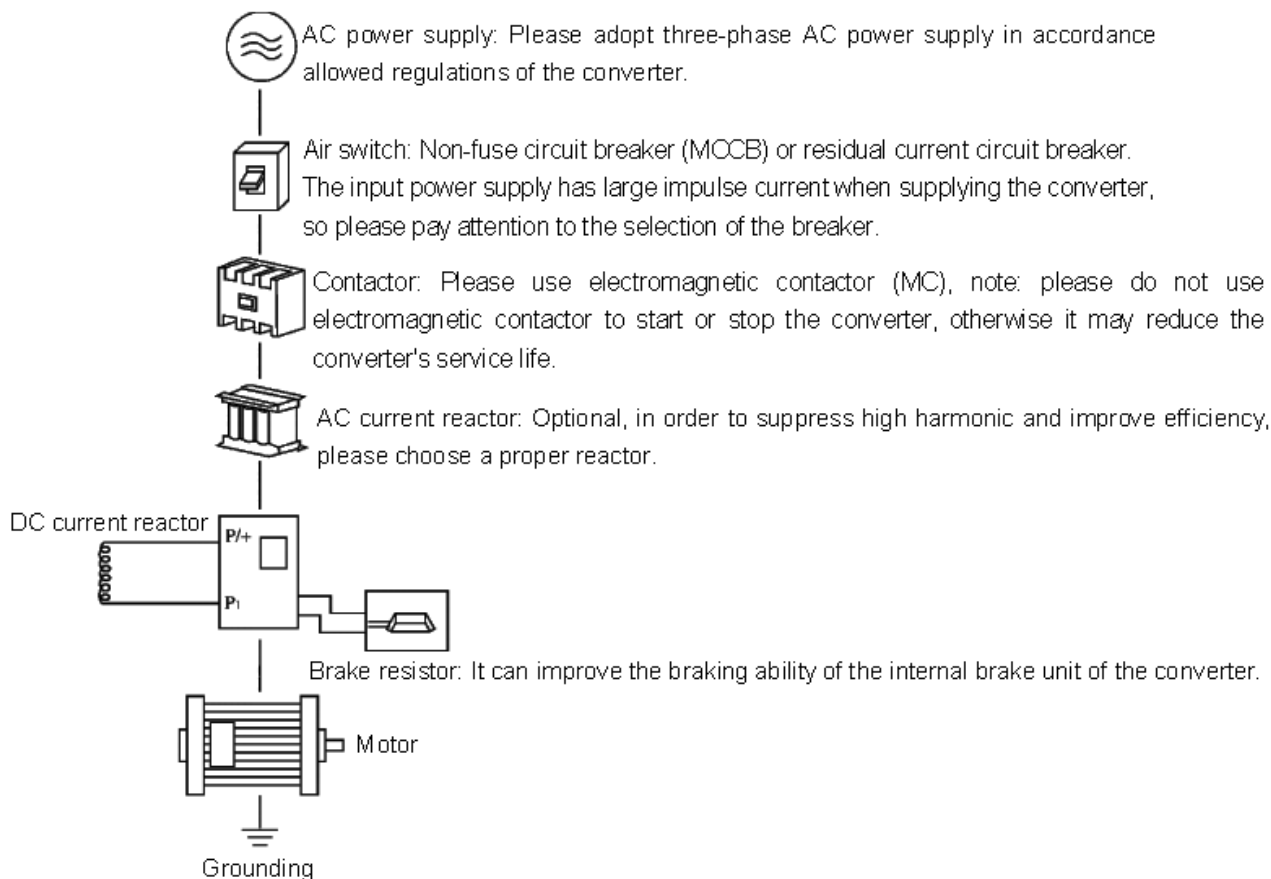 AC power supply: Please adopt three-phase AC power supply in accordance
allowed regulations of the converter.
Air switch: Non-fuse circuit breaker (MOCB) or residual current circuit breaker.
The input power supply has large impulse current when supplying the converter,
so please pay attention to the selection of the breaker.
Contactor: Please use electromagnetic contactor (MC), note: please do not use
electromagnetic contactor to start or stop the converter, otherwise it may reduce the
converter's service life.
AC current reactor: Optional, in order to suppress high harmonic and improve efficiency,
please choose a proper reactor.
DC current reactor
P/+
P1
Brake resistor: It can improve the braking ability of the internal brake unit of the converter.
Motor
Grounding